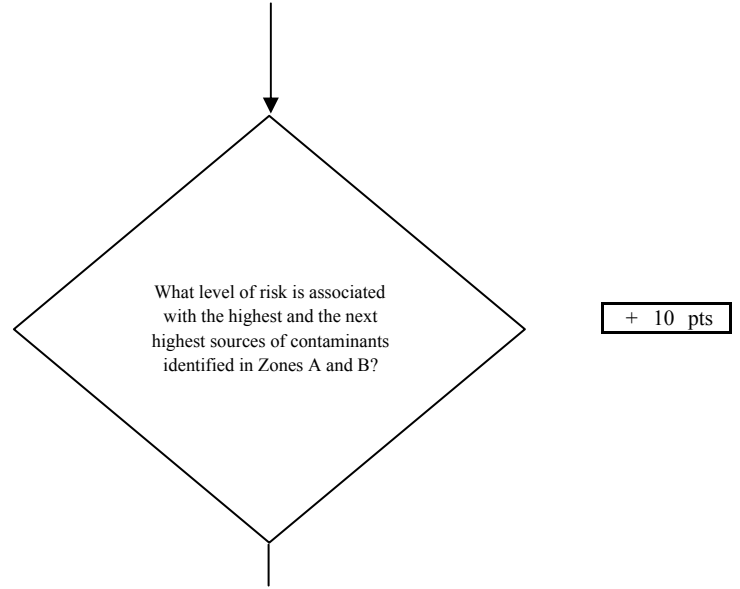 What level of risk is associated
with the highest and the next
highest sources of contaminants
identified in Zones A and B?
+ 10 pts